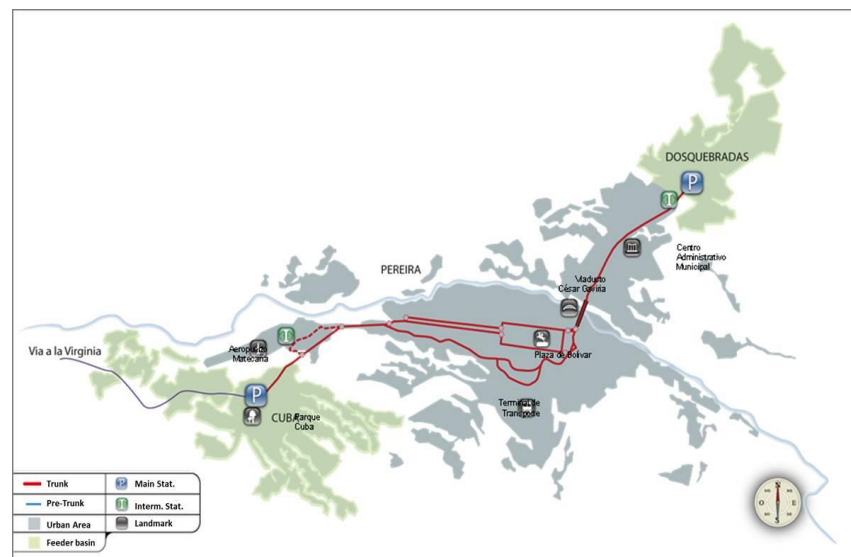 DOSQUEBRADAS
Centro
Administrativo
Municipal
Viaducto
César Gaviria
PEREIRA
Plaza de Bolívar
Via a la Virginia
Aeropuerto
Matecaña
Terminal de
Transporte
CUBA
Parque
Cuba
Trunk
Main Stat.
Pre-Trunk
Interm. Stat.
Urban Area
Landmark
Feeder basin
N
O
E
S